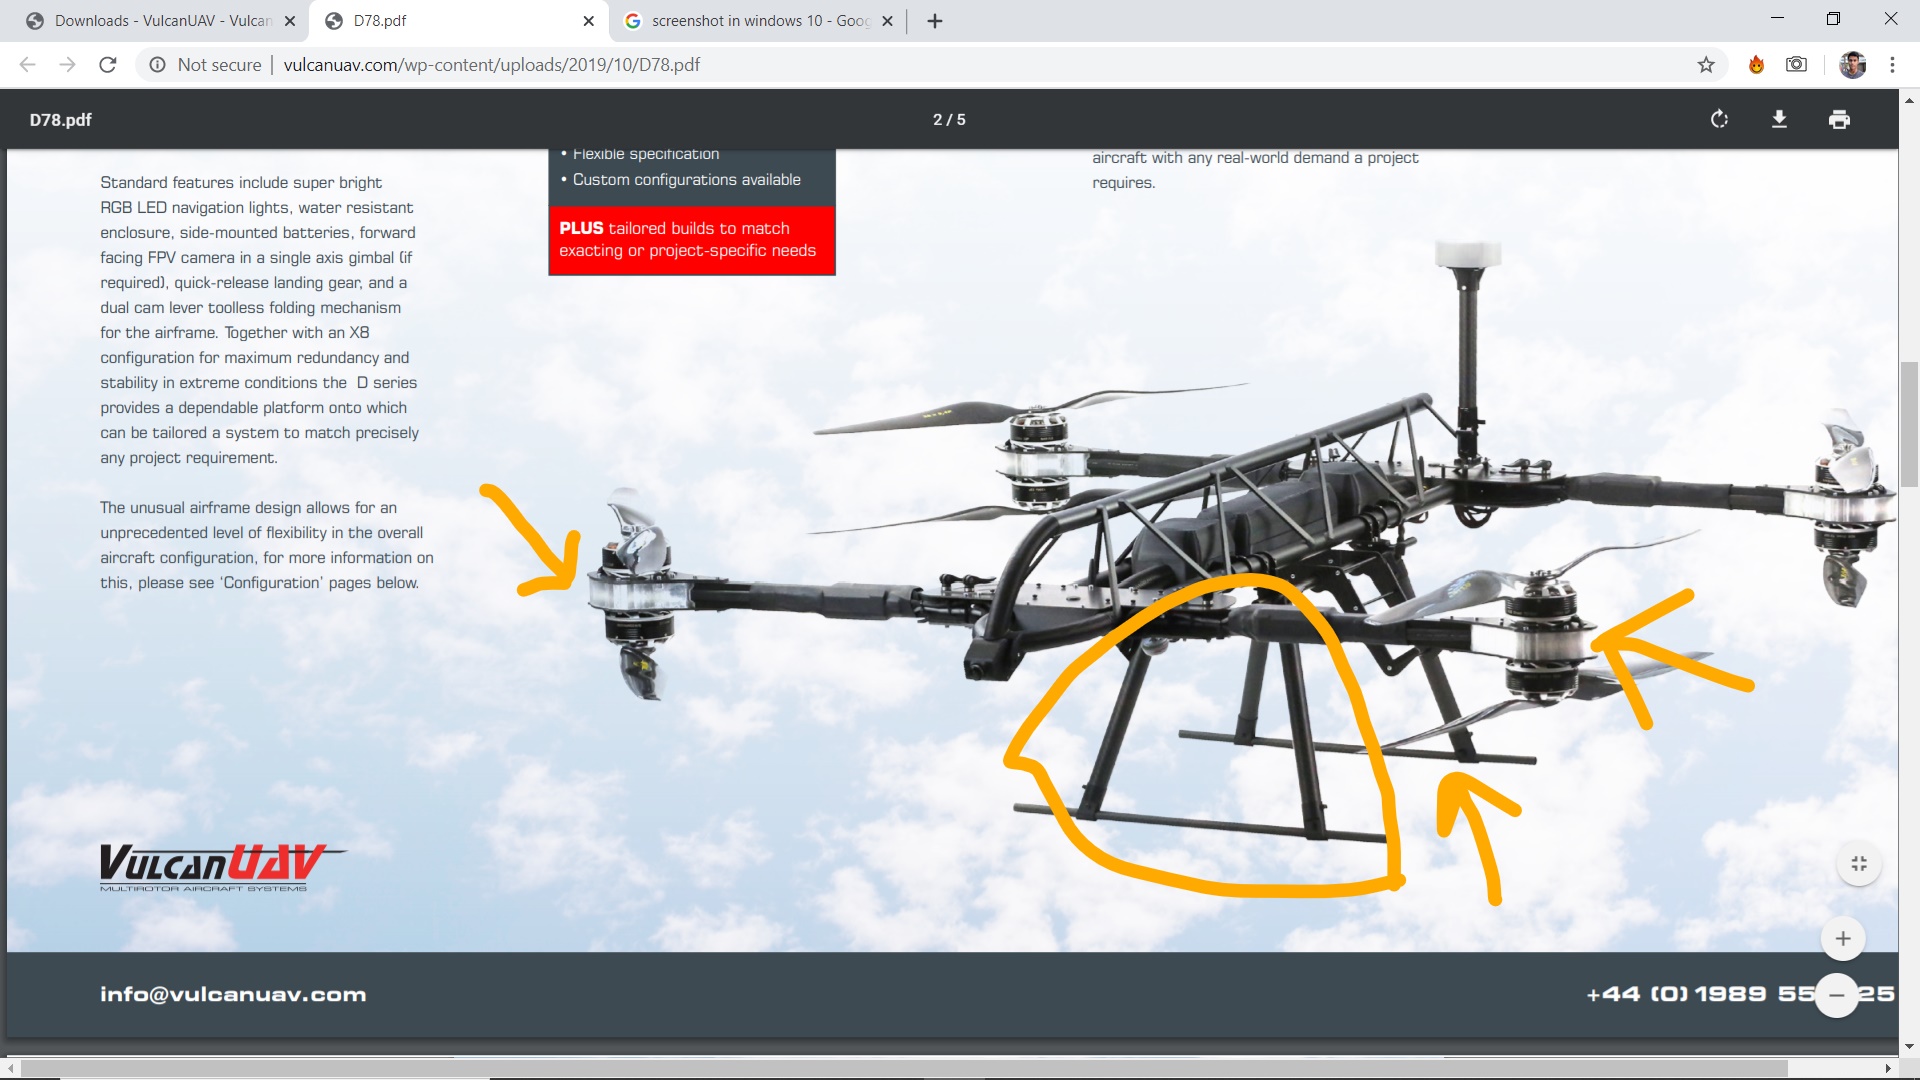 Downloads - VulcanUAV - Vulcan
D78.pdf
screenshot in windows 10 - Goog
Not secure
vulcanuav.com/wp-content/uploads/2019/10/D78.pdf
D78.pdf
2 / 5
Standard features include super bright
RGB LED navigation lights, water resistant
enclosure, side-mounted batteries, forward
facing FPV camera in a single axis gimbal (if
required), quick-release landing gear, and a
dual cam lever toolless folding mechanism
for the airframe. Together with an X8
configuration for maximum redundancy and
stability in extreme conditions the D series
provides a dependable platform onto which
can be tailored a system to match precisely
any project requirement.
The unusual airframe design allows for an
unprecedented level of flexibility in the overall
aircraft configuration, for more information on
this, please see 'Configuration' pages below.
• Flexible specification
• Custom configurations available
PLUS tailored builds to match
exacting or project-specific needs
aircraft with any real-world demand a project
requires.
VULCANUAV
MULTIROTOR AIRCRAFT SYSTEMS
info@vulcanuav.com
+44 (0) 1989 55 25